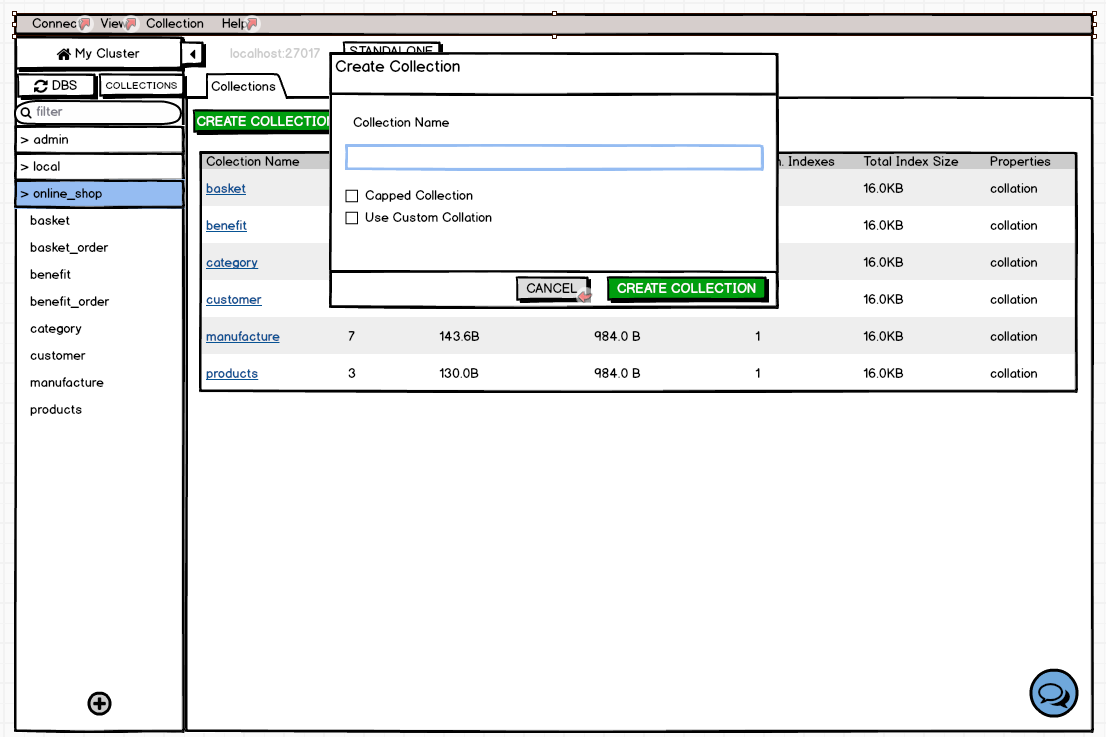 Connec View Collection Help
My Cluster
localhost:27017
STANDALONE
DBS
COLLECTIONS
filter
> admin
> local
> online_shop
basket
basket_order
benefit
benefit_order
category
customer
manufacture
products
Collections
CREATE COLLECTION
Colection Name
. Indexes Total Index Size Properties
basket 16.0KB collation
benefit 16.0KB collation
category 16.0KB collation
customer 16.0KB collation
manufacture 7 143.6B 984.0 B 1 16.0KB collation
products 3 130.0B 984.0 B 1 16.0KB collation
Create Collection
Collection Name
Capped Collection
Use Custom Collation
CANCEL
CREATE COLLECTION